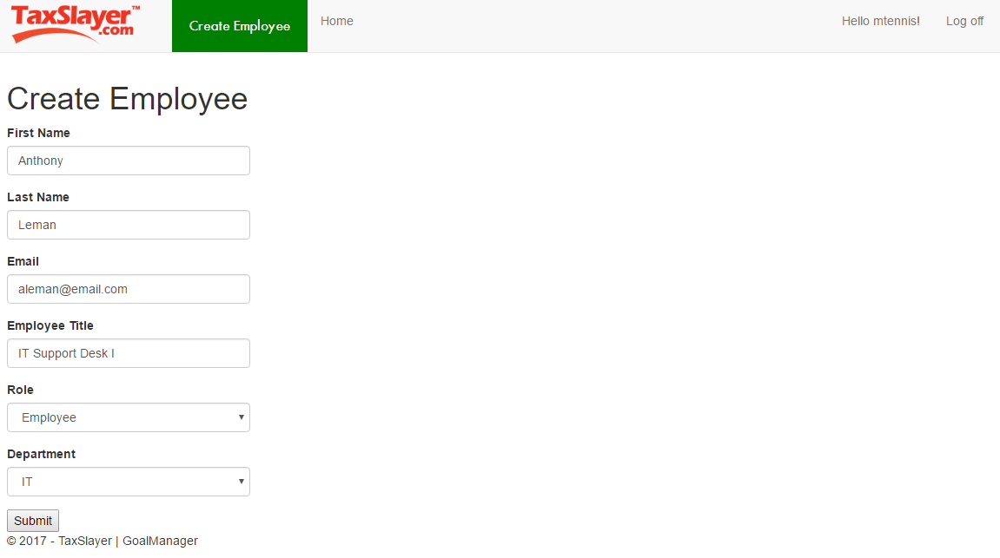 TaxSlayer™
.com
Create Employee
Home
Hello mtennis!
Log off
Create Employee
First Name
Anthony
Last Name
Leman
Email
aleman@email.com
Employee Title
IT Support Desk I
Role
Employee
Department
IT
Submit
© 2017 - TaxSlayer | GoalManager